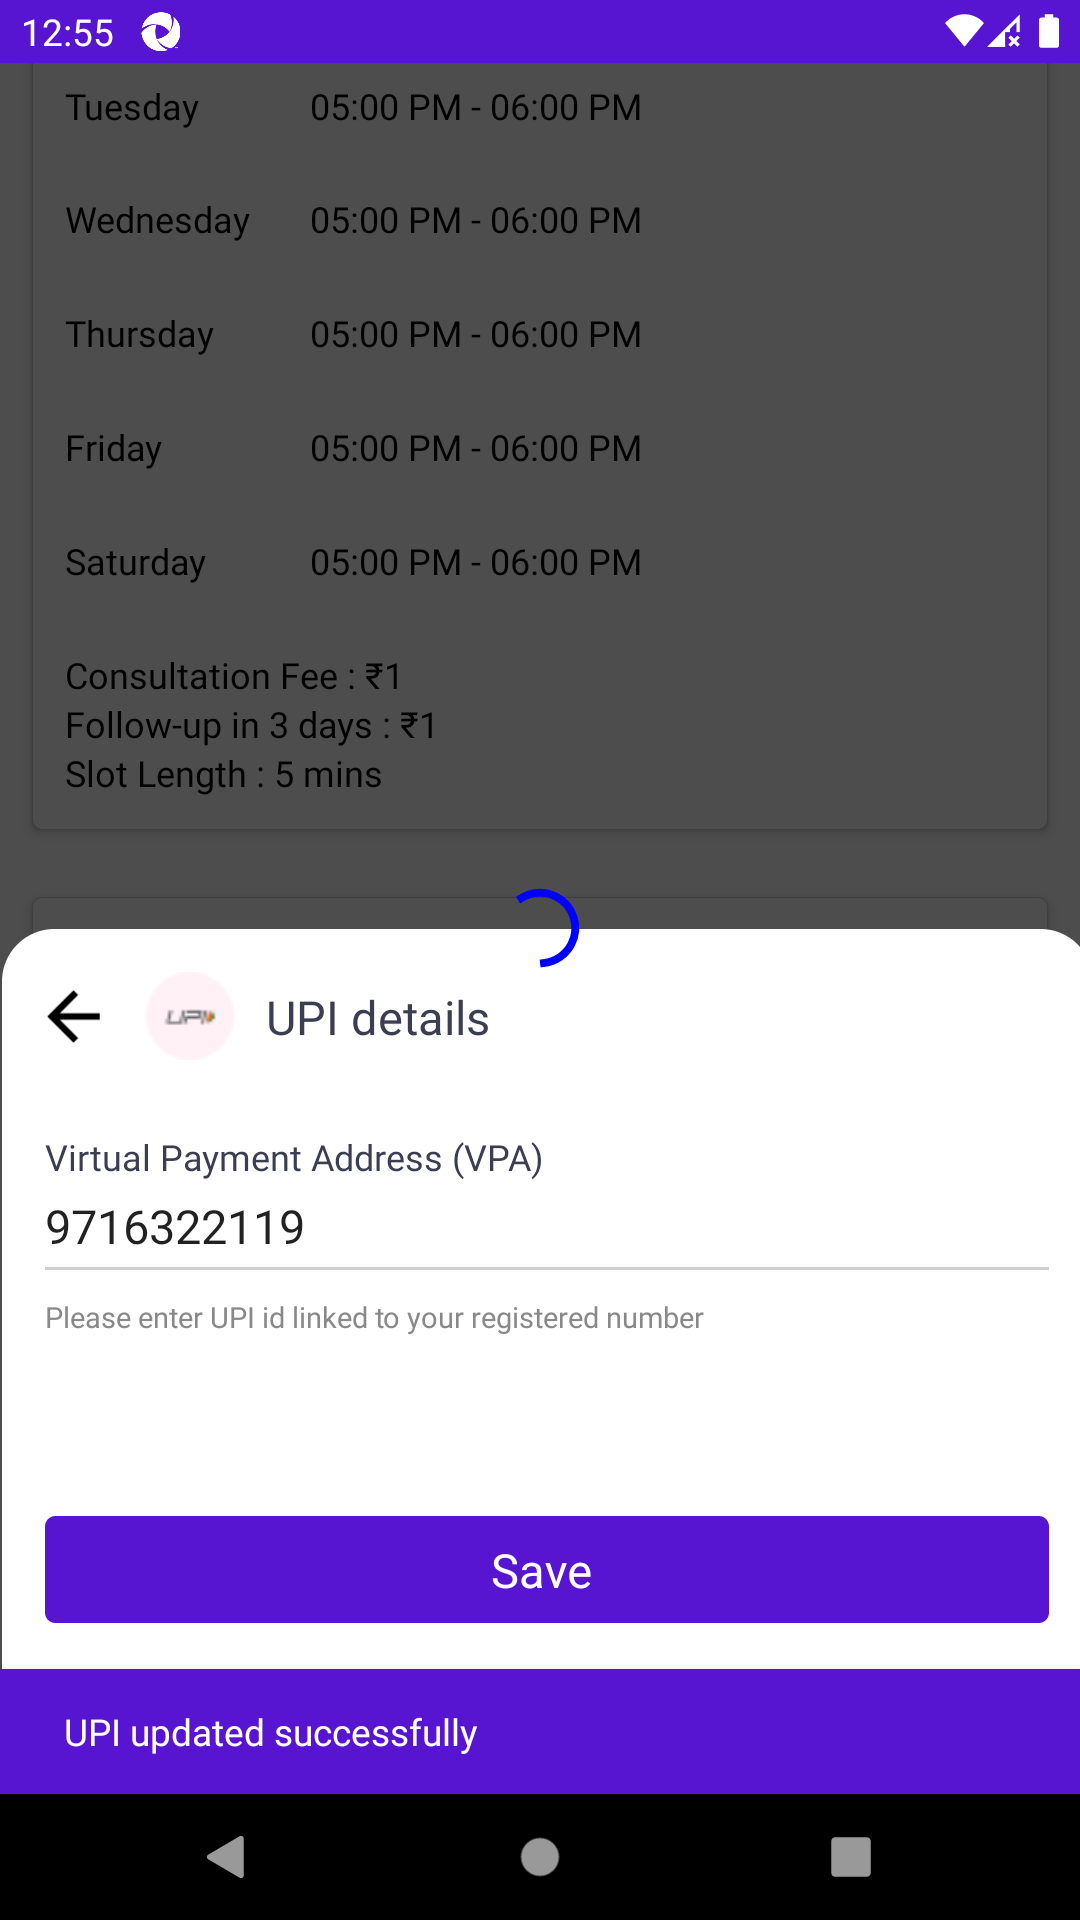 12:55
Tuesday 05:00 PM - 06:00 PM
Wednesday 05:00 PM - 06:00 PM
Thursday 05:00 PM - 06:00 PM
Friday 05:00 PM - 06:00 PM
Saturday 05:00 PM - 06:00 PM
Consultation Fee : ₹1
Follow-up in 3 days : ₹1
Slot Length : 5 mins
UPI UPI details
Virtual Payment Address (VPA)
9716322119
Please enter UPI id linked to your registered number
Save
UPI updated successfully